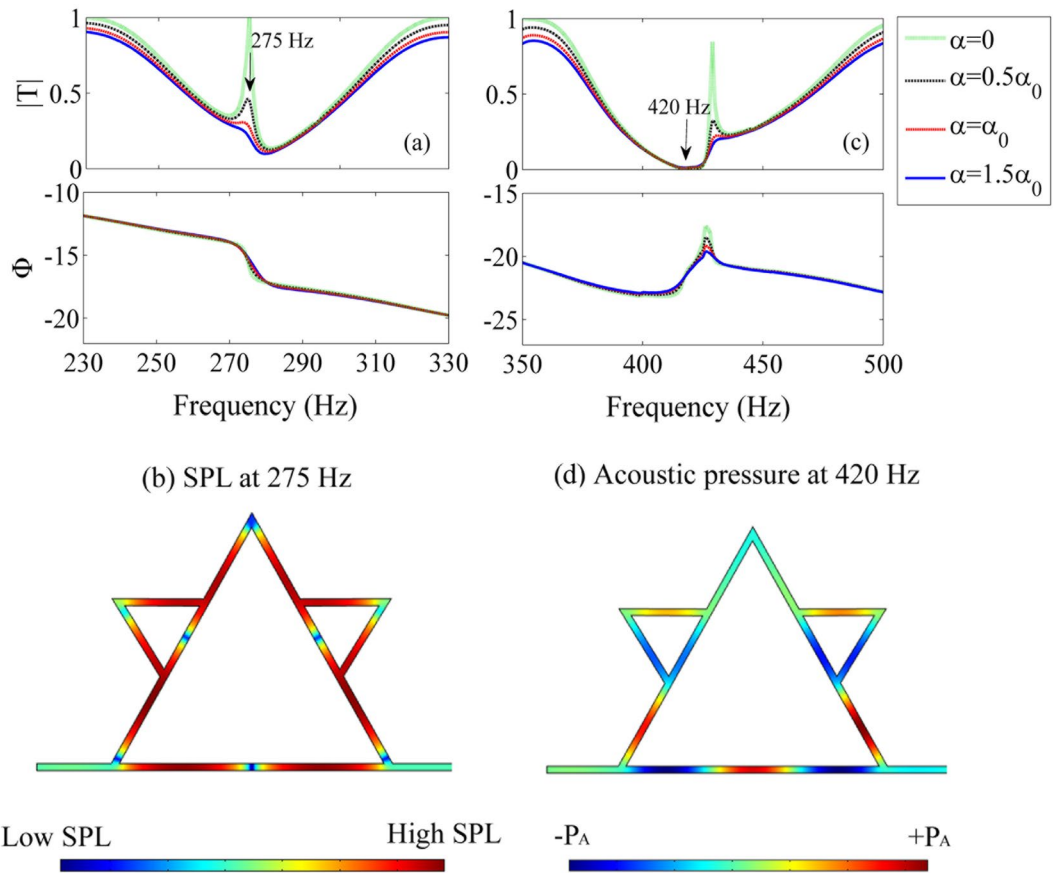 1
0.5
0
|T|
275 Hz
(a)
1
0.5
0
420 Hz
(c)
α=0
α=0.5α0
α=α0
α=1.5α0
-10
-15
-20
Φ
230 250 270 290 310 330
Frequency (Hz)
-15
-20
-25
-27
350 400 450 500
Frequency (Hz)
(b) SPL at 275 Hz
(d) Acoustic pressure at 420 Hz
Low SPL High SPL
-PA +PA